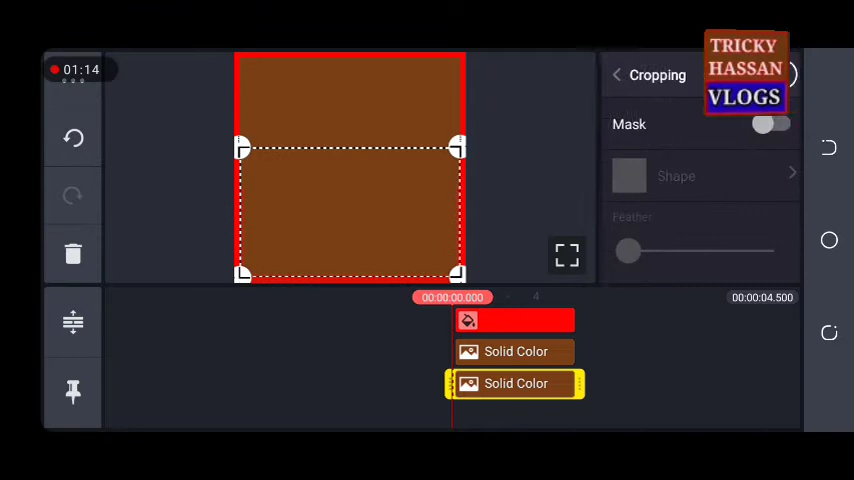 01:14
TRICKY
HASSAN
VLOGS
Cropping
Mask
Shape
Feather
00:00:00.000
4
00:00:04.500
Solid Color
Solid Color